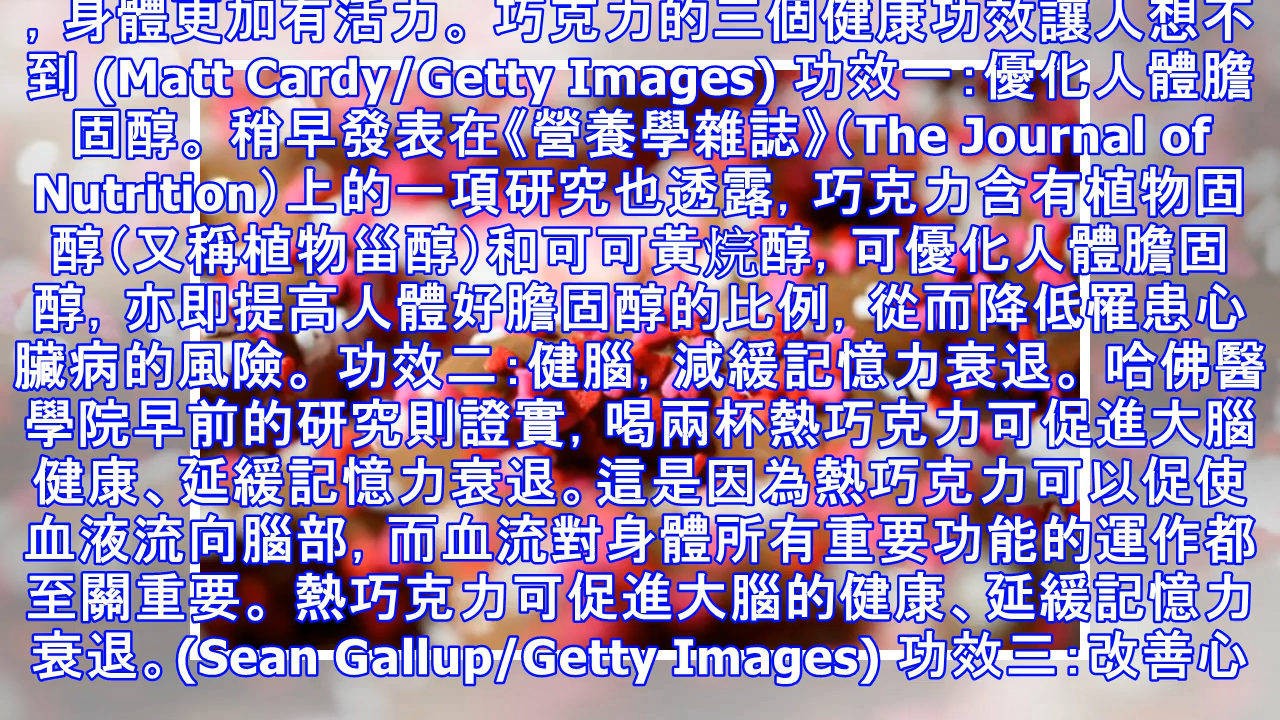 , 身體更加有活力。巧克力的三個健康功效讓人想不
到 (Matt Cardy/Getty Images) 功效一：優化人體膽
固醇。稍早發表在《營養學雜誌》（The Journal of
Nutrition）上的一項研究也透露, 巧克力含有植物固
醇（又稱植物甾醇）和可可黃烷醇, 可優化人體膽固
醇, 亦即提高人體好膽固醇的比例, 從而降低罹患心
臟病的風險。功效二：健腦, 減緩記憶力衰退。哈佛醫
學院早前的研究則證實, 喝兩杯熱巧克力可促進大腦
健康、延緩記憶力衰退。這是因為熱巧克力可以促使
血液流向腦部, 而血流對身體所有重要功能的運作都
至關重要。熱巧克力可促進大腦的健康、延緩記憶力
衰退。(Sean Gallup/Getty Images) 功效三：改善心